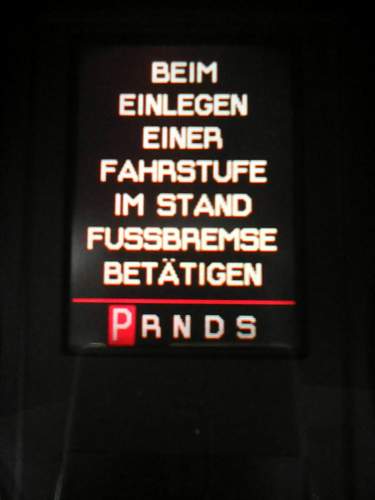 BEIM
EINLEGEN
EINER
FAHRSTUFE
IM STAND
FUSSBREMSE
BETÄTIGEN
PRNDS